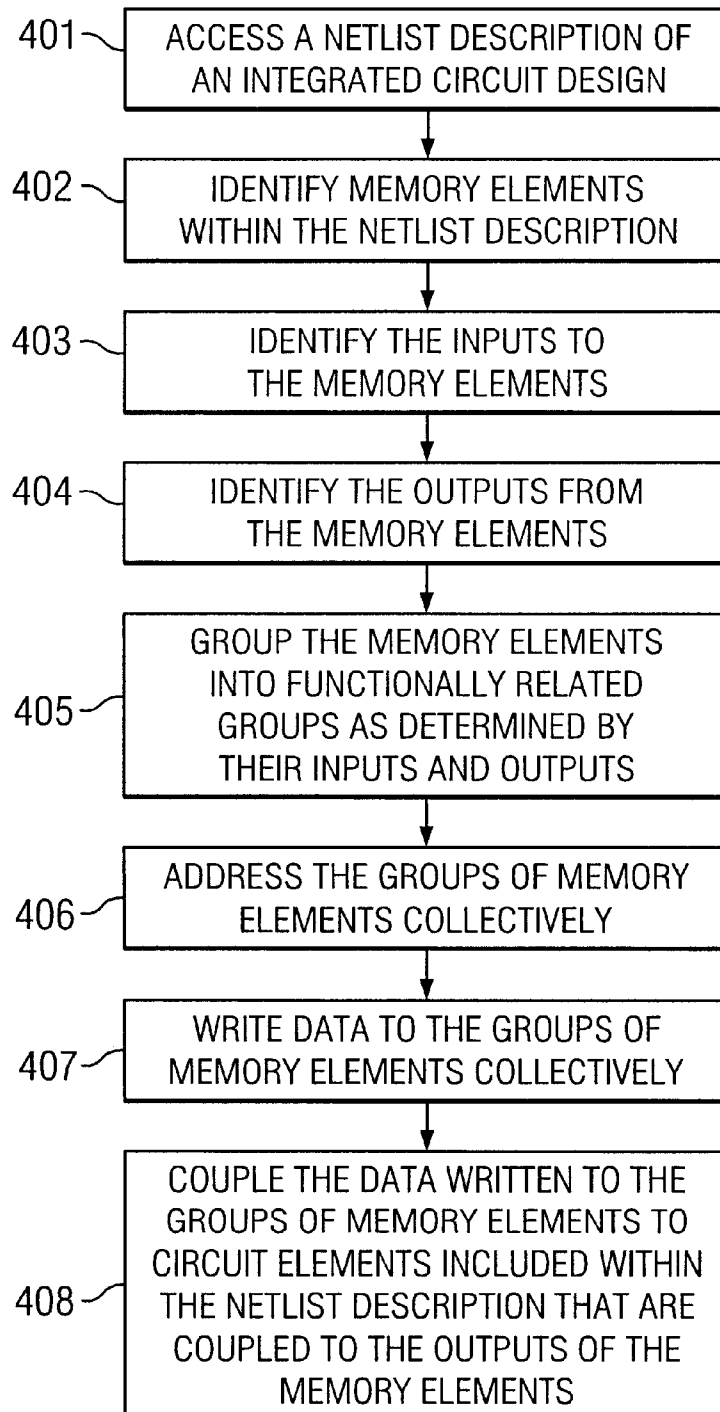 401
ACCESS A NETLIST DESCRIPTION OF
AN INTEGRATED CIRCUIT DESIGN
402
IDENTIFY MEMORY ELEMENTS
WITHIN THE NETLIST DESCRIPTION
403
IDENTIFY THE INPUTS TO
THE MEMORY ELEMENTS
404
IDENTIFY THE OUTPUTS FROM
THE MEMORY ELEMENTS
405
GROUP THE MEMORY ELEMENTS
INTO FUNCTIONALLY RELATED
GROUPS AS DETERMINED BY
THEIR INPUTS AND OUTPUTS
406
ADDRESS THE GROUPS OF MEMORY
ELEMENTS COLLECTIVELY
407
WRITE DATA TO THE GROUPS OF
MEMORY ELEMENTS COLLECTIVELY
408
COUPLE THE DATA WRITTEN TO THE
GROUPS OF MEMORY ELEMENTS TO
CIRCUIT ELEMENTS INCLUDED WITHIN
THE NETLIST DESCRIPTION THAT ARE
COUPLED TO THE OUTPUTS OF THE
MEMORY ELEMENTS